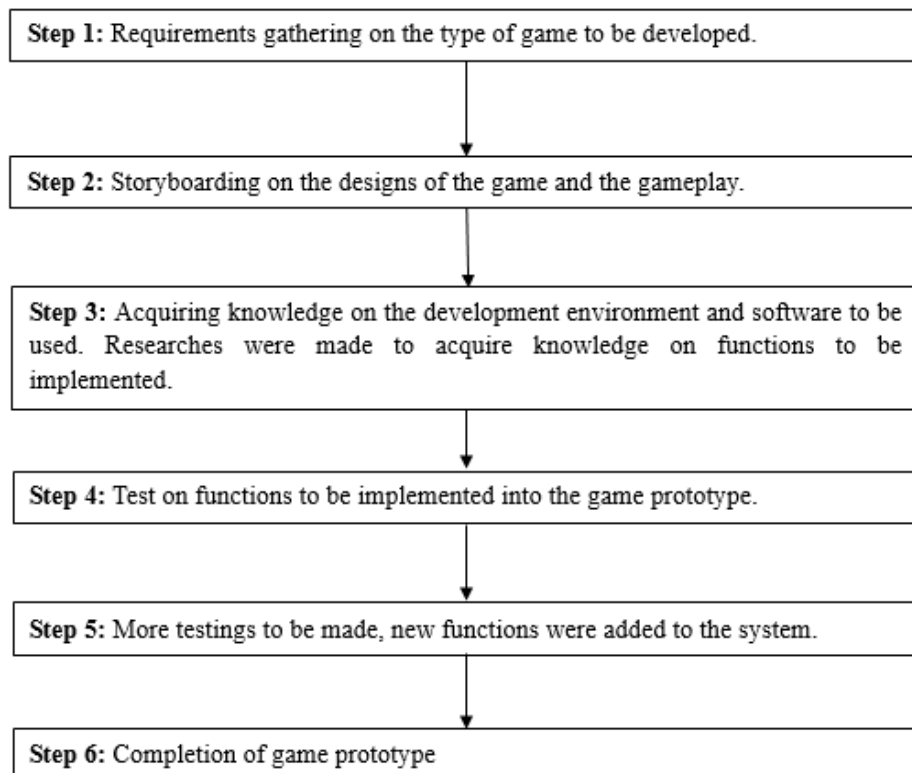 Step 1: Requirements gathering on the type of game to be developed.
Step 2: Storyboarding on the designs of the game and the gameplay.
Step 3: Acquiring knowledge on the development environment and software to be
used. Researches were made to acquire knowledge on functions to be
implemented.
Step 4: Test on functions to be implemented into the game prototype.
Step 5: More testings to be made, new functions were added to the system.
Step 6: Completion of game prototype